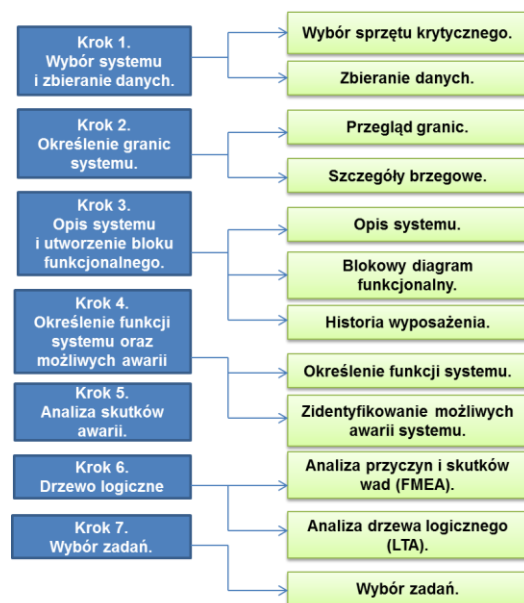 Krok 1.
Wybór systemu
i zbieranie danych.
Wybór sprzętu krytycznego.
Zbieranie danych.
Krok 2.
Określenie granic
systemu.
Przegląd granic.
Szczegóły brzegowe.
Krok 3.
Opis systemu
i utworzenie bloku
funkcjonalnego.
Opis systemu.
Blokowy diagram
funkcjonalny.
Historia wyposażenia.
Krok 4.
Określenie funkcji
systemu oraz
możliwych awarii
Określenie funkcji systemu.
Zidentyfikowanie możliwych
awarii systemu.
Krok 5.
Analiza skutków
awarii.
Krok 6.
Drzewo logiczne
Analiza przyczyn i skutków
wad (FMEA).
Analiza drzewa logicznego
(LTA).
Krok 7.
Wybór zadań.
Wybór zadań.